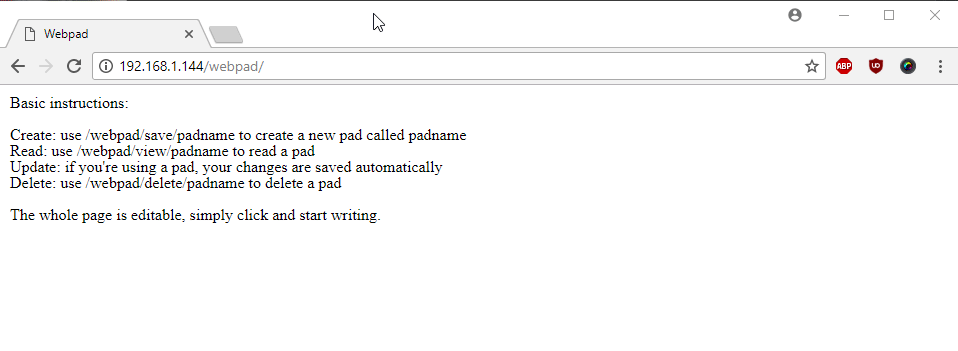 Webpad
192.168.1.144/webpad/
ABP
UO
Basic instructions:
Create: use /webpad/save/padname to create a new pad called padname
Read: use /webpad/view/padname to read a pad
Update: if you're using a pad, your changes are saved automatically
Delete: use /webpad/delete/padname to delete a pad
The whole page is editable, simply click and start writing.